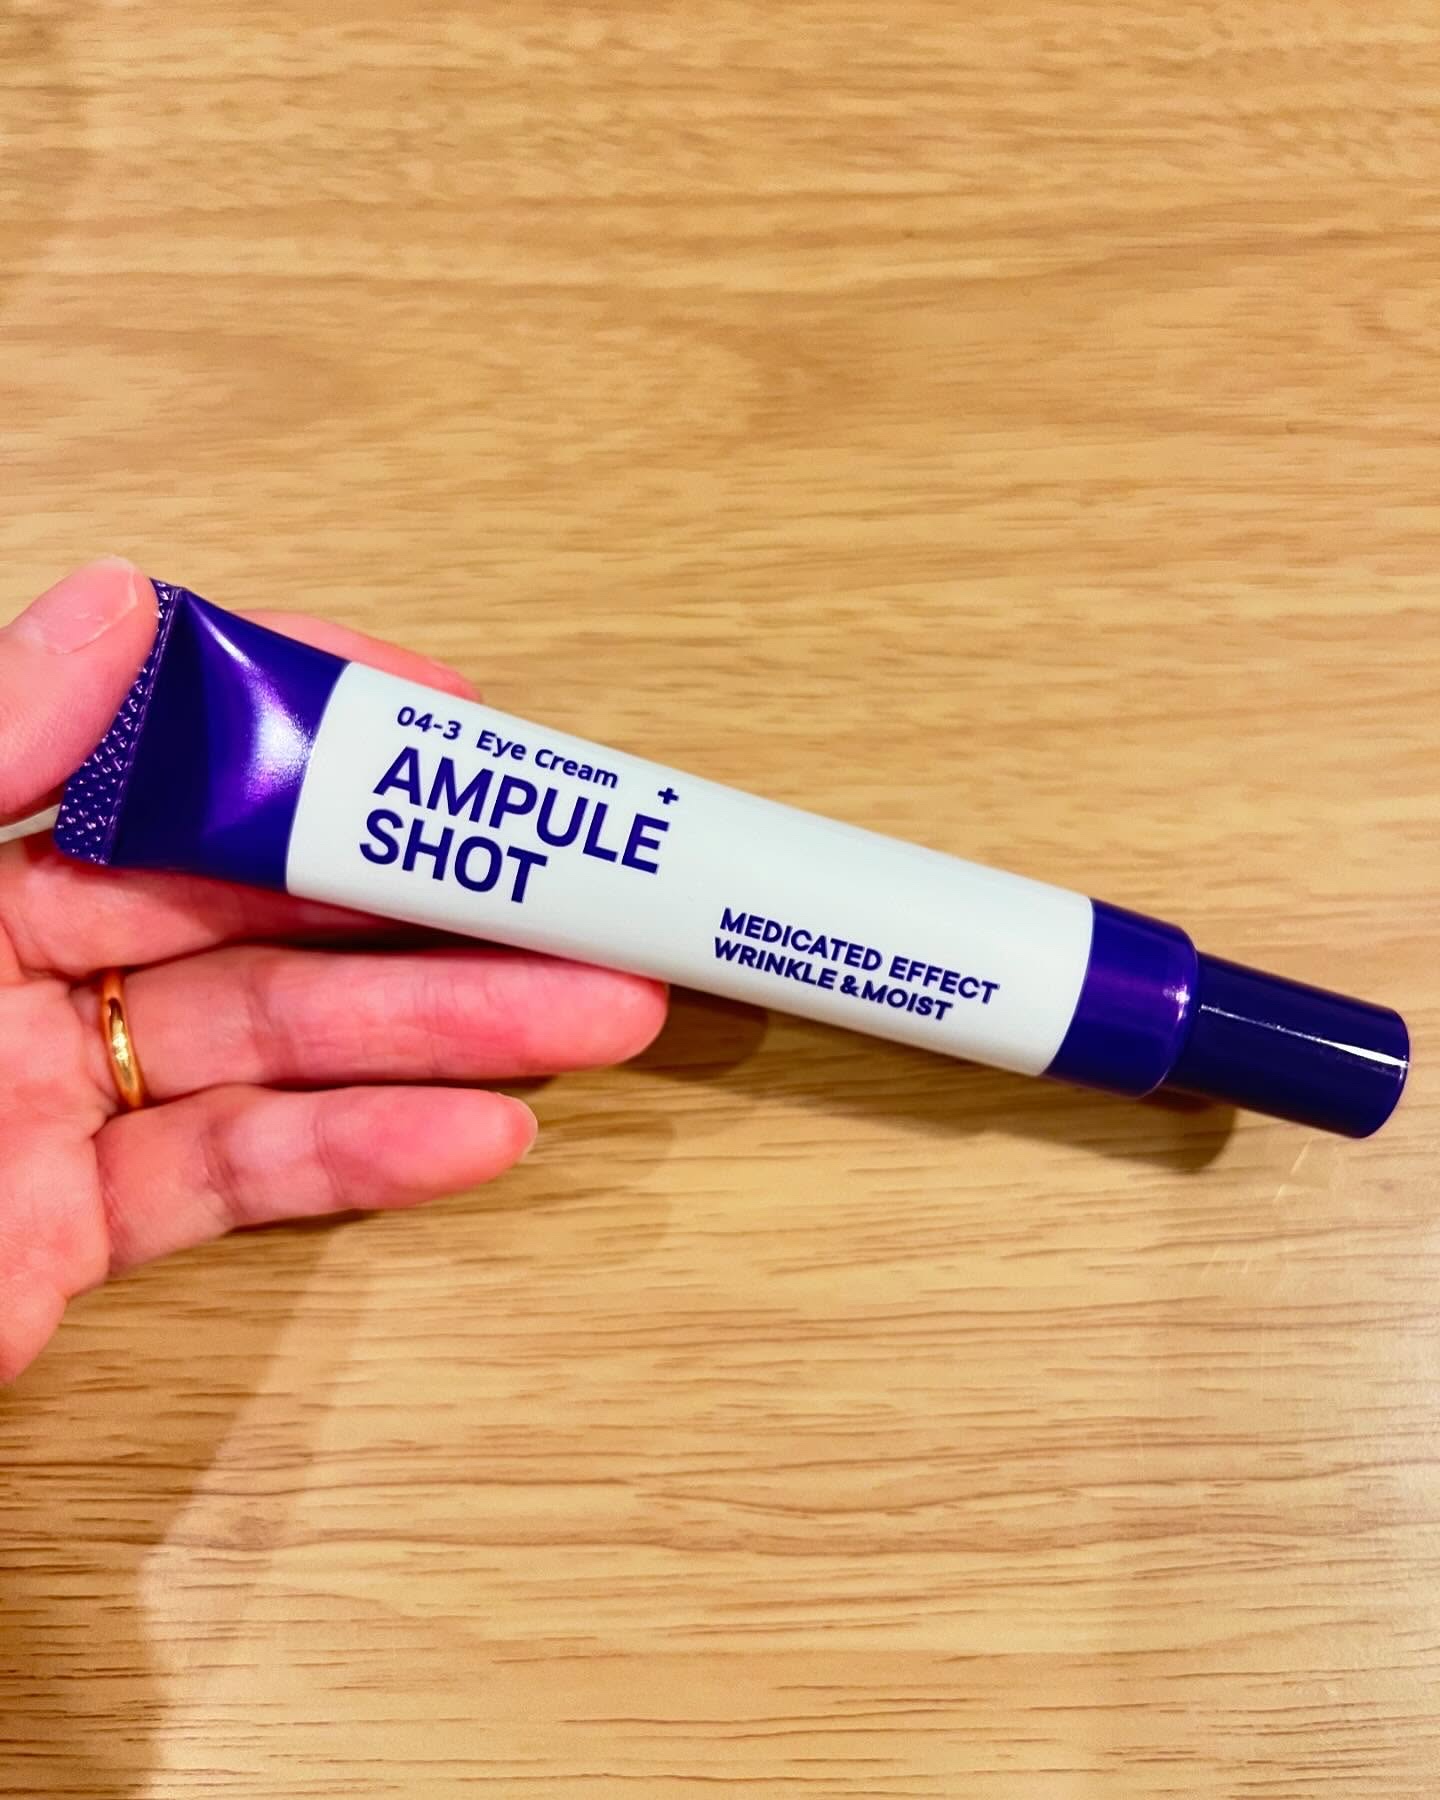 04-3 Eye Cream
AMPULE+
SHOT
MEDICATED EFFECT
WRINKLE & MOIST